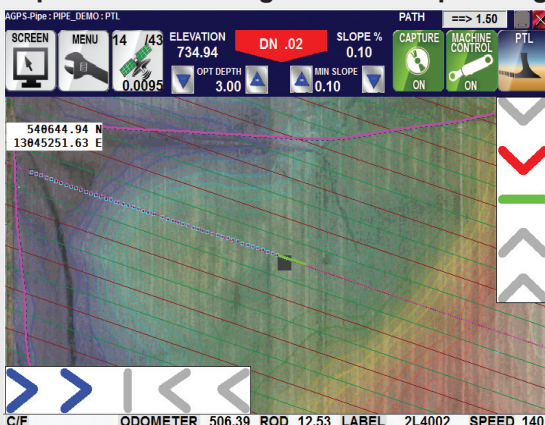 AGPS-Pipe : PIPE_DEMO : PTL
PATH ==> 1.50
SCREEN
MENU
14 /43
0.0095
ELEVATION
734.94
DN .02
SLOPE %
0.10
OPT DEPTH
3.00
MIN SLOPE
0.10
CAPTURE
ON
MACHINE
CONTROL
ON
PTL
540644.94 N
13045251.63 E
C/F ODOMETER 506.39 ROD 12.53 LABEL 2L4002 SPEED 140